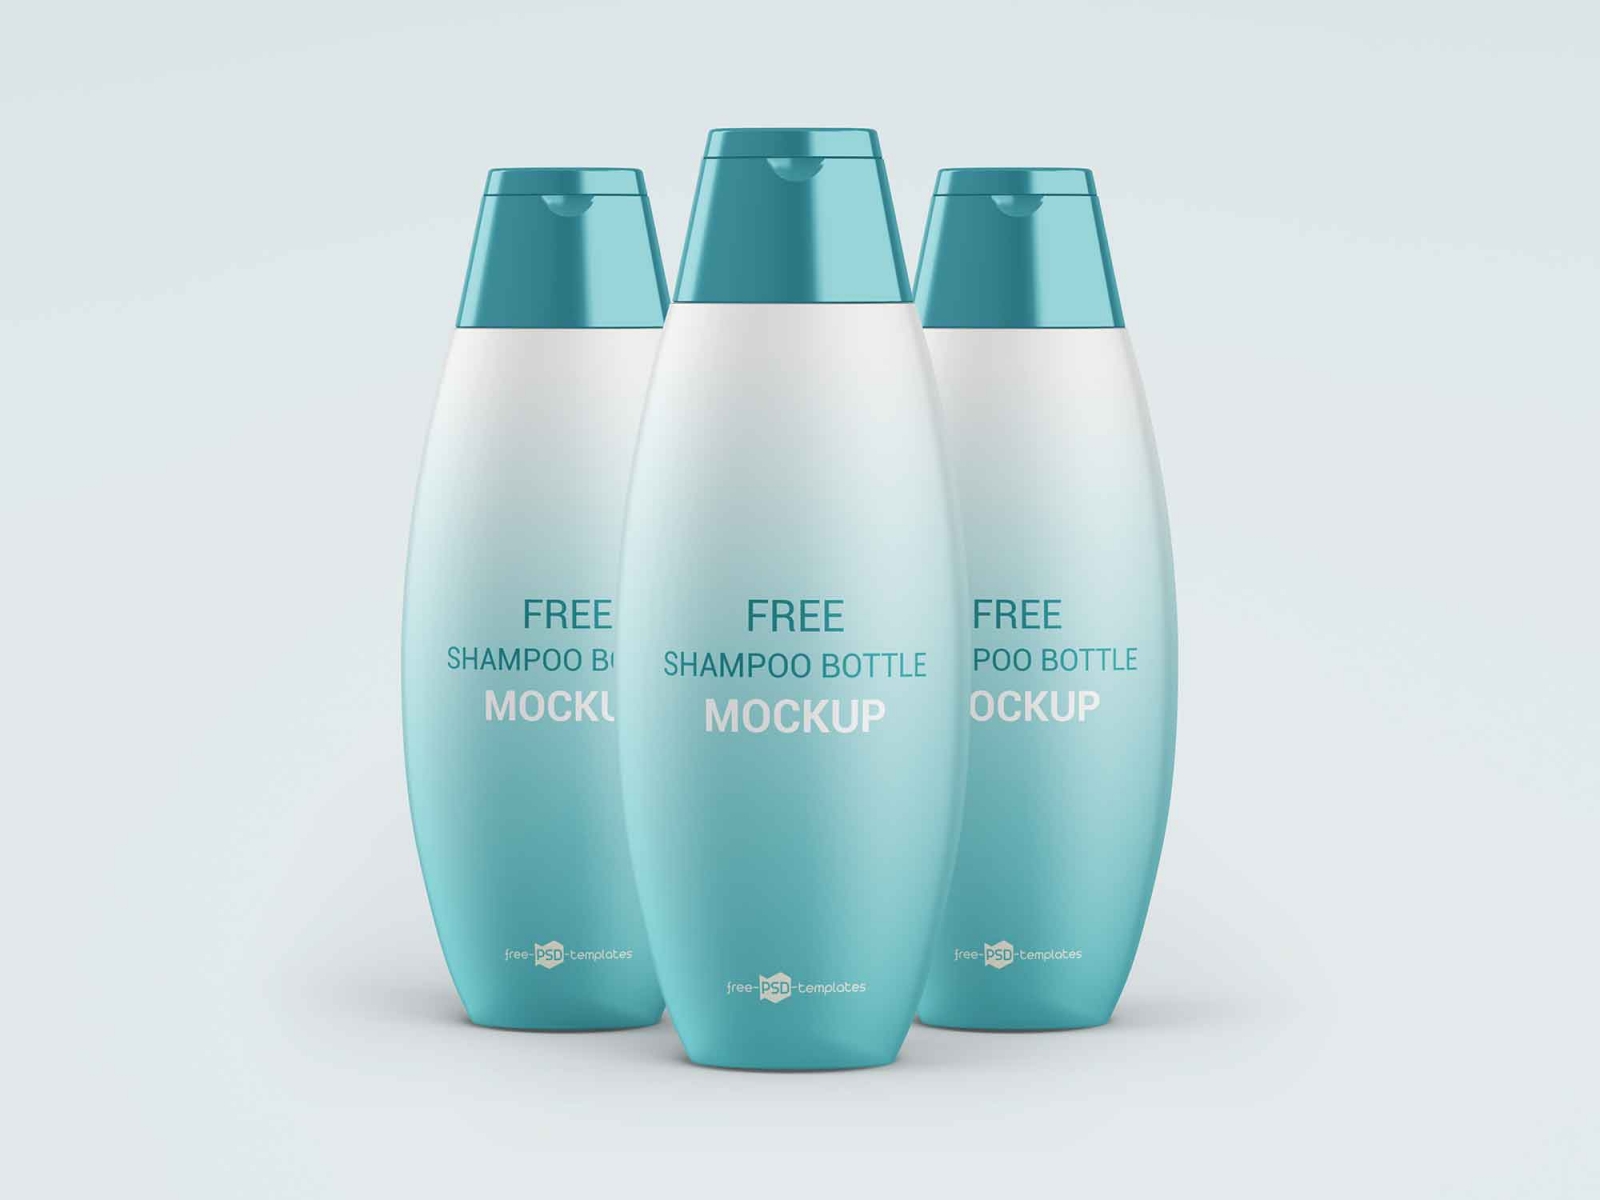 FREE
SHAMPOO BO
MOCKU
free-PSD-templates
FREE
SHAMPOO BOTTLE
MOCKUP
free-PSD-templates
FREE
POO BOTTLE
OCKUP
free-PSD-templates